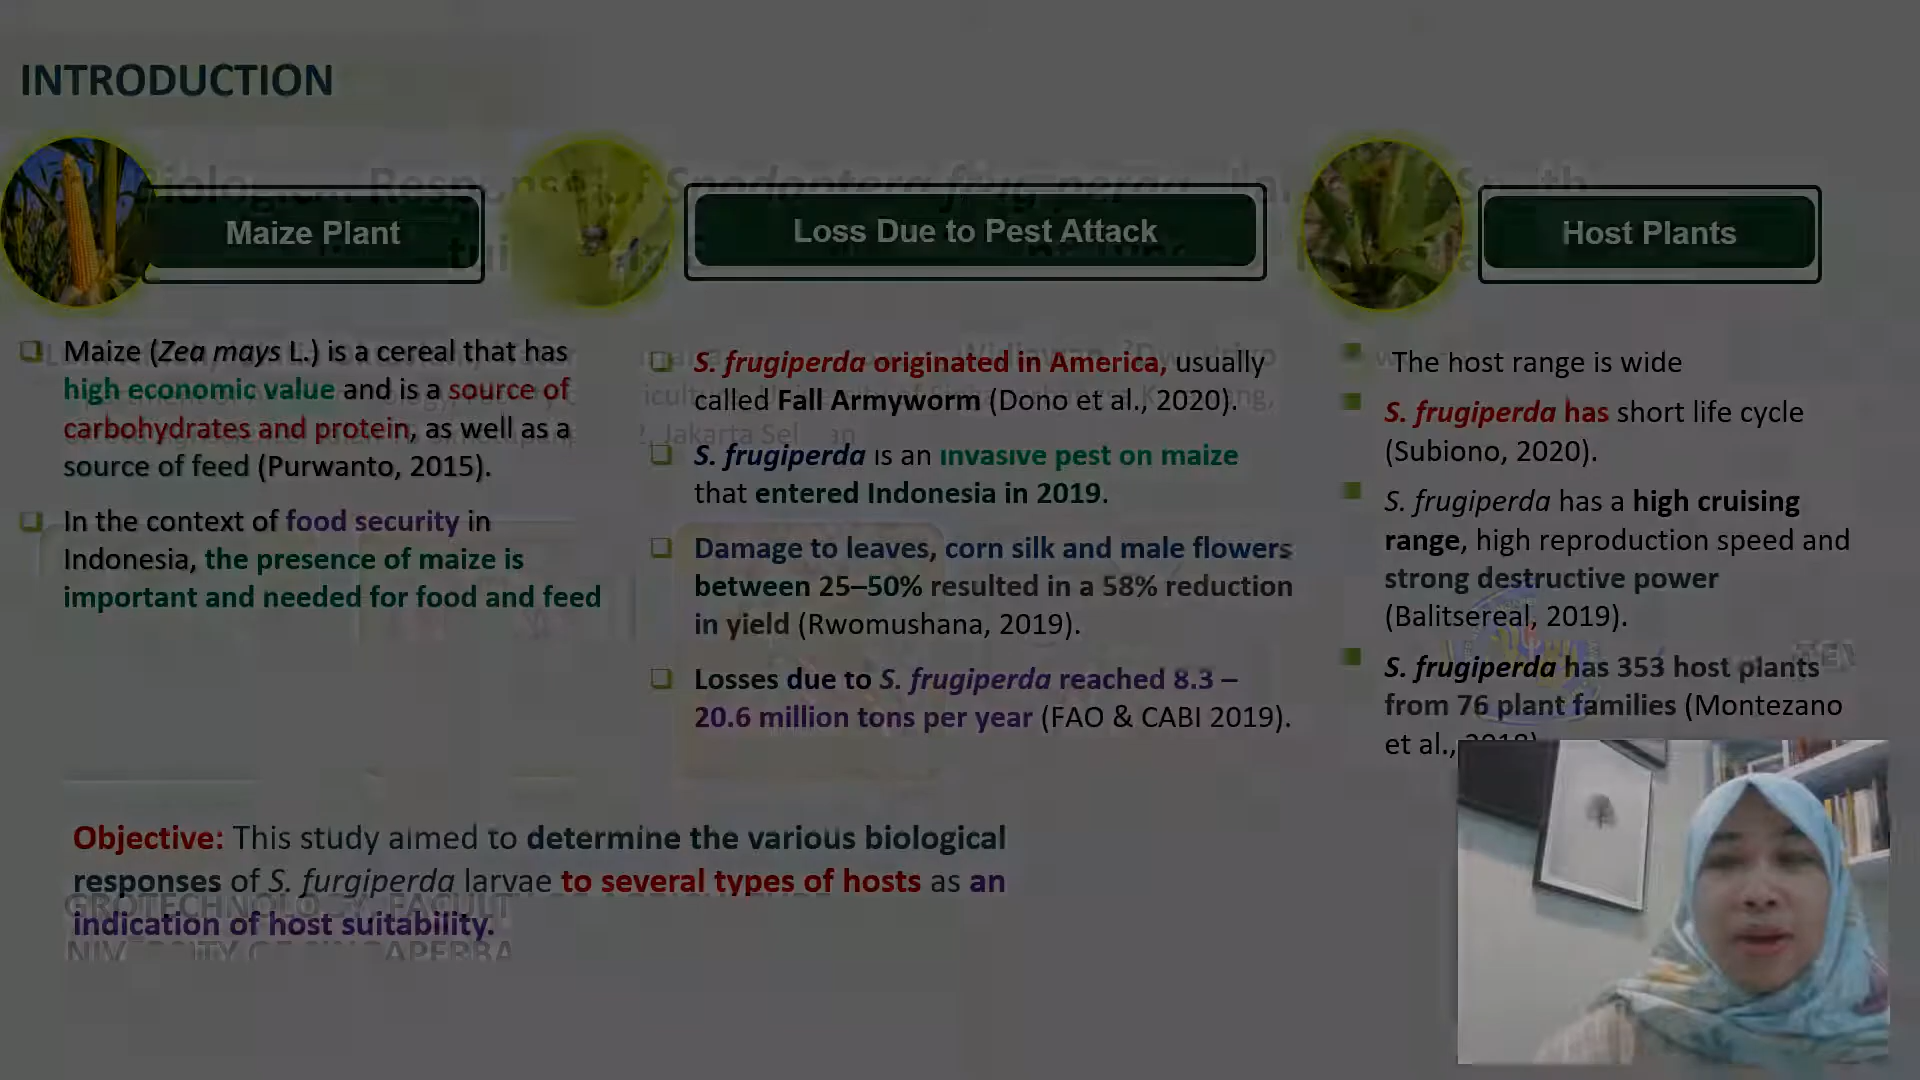 INTRODUCTION
Maize Plant
Maize (Zea mays L.) is a cereal that has
high economic value and is a source of
carbohydrates and protein, as well as a
source of feed (Purwanto, 2015).
In the context of food security in
Indonesia, the presence of maize is
important and needed for food and feed
Loss Due to Pest Attack
S. frugiperda originated in America, usually
called Fall Armyworm (Dono et al., 2020).
S. frugiperda is an invasive pest on maize
that entered Indonesia in 2019.
Damage to leaves, corn silk and male flowers
between 25–50% resulted in a 58% reduction
in yield (Rwomushana, 2019).
Losses due to S. frugiperda reached 8.3 –
20.6 million tons per year (FAO & CABI 2019).
Host Plants
The host range is wide
S. frugiperda has short life cycle
(Subiono, 2020).
S. frugiperda has a high cruising
range, high reproduction speed and
strong destructive power
(Balitsereal, 2019).
S. frugiperda has 353 host plants
from 76 plant families (Montezano
et al., 2018)
Objective: This study aimed to determine the various biological
responses of S. furgiperda larvae to several types of hosts as an
indication of host suitability.